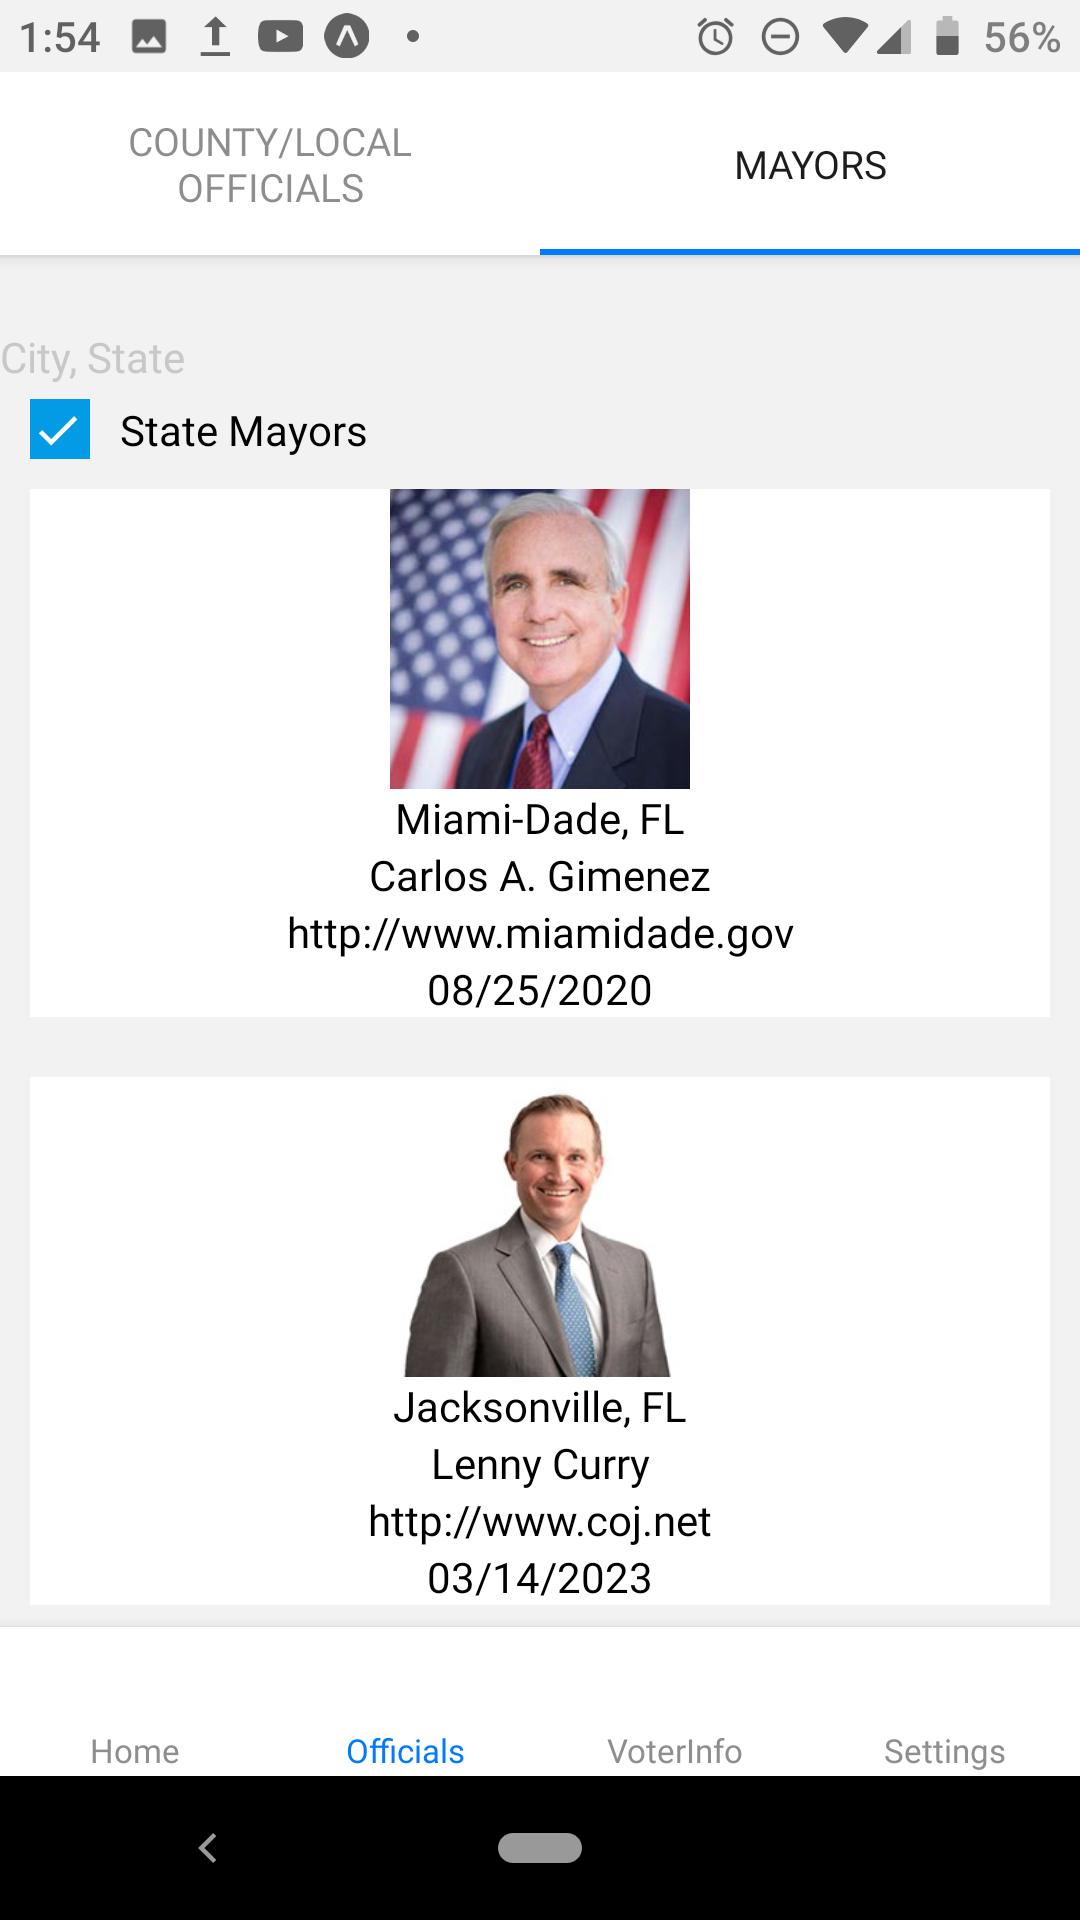 1:54
56%
COUNTY/LOCAL
OFFICIALS
MAYORS
City, State
State Mayors
Miami-Dade, FL
Carlos A. Gimenez
http://www.miamidade.gov
08/25/2020
Jacksonville, FL
Lenny Curry
http://www.coj.net
03/14/2023
Home
Officials
VoterInfo
Settings